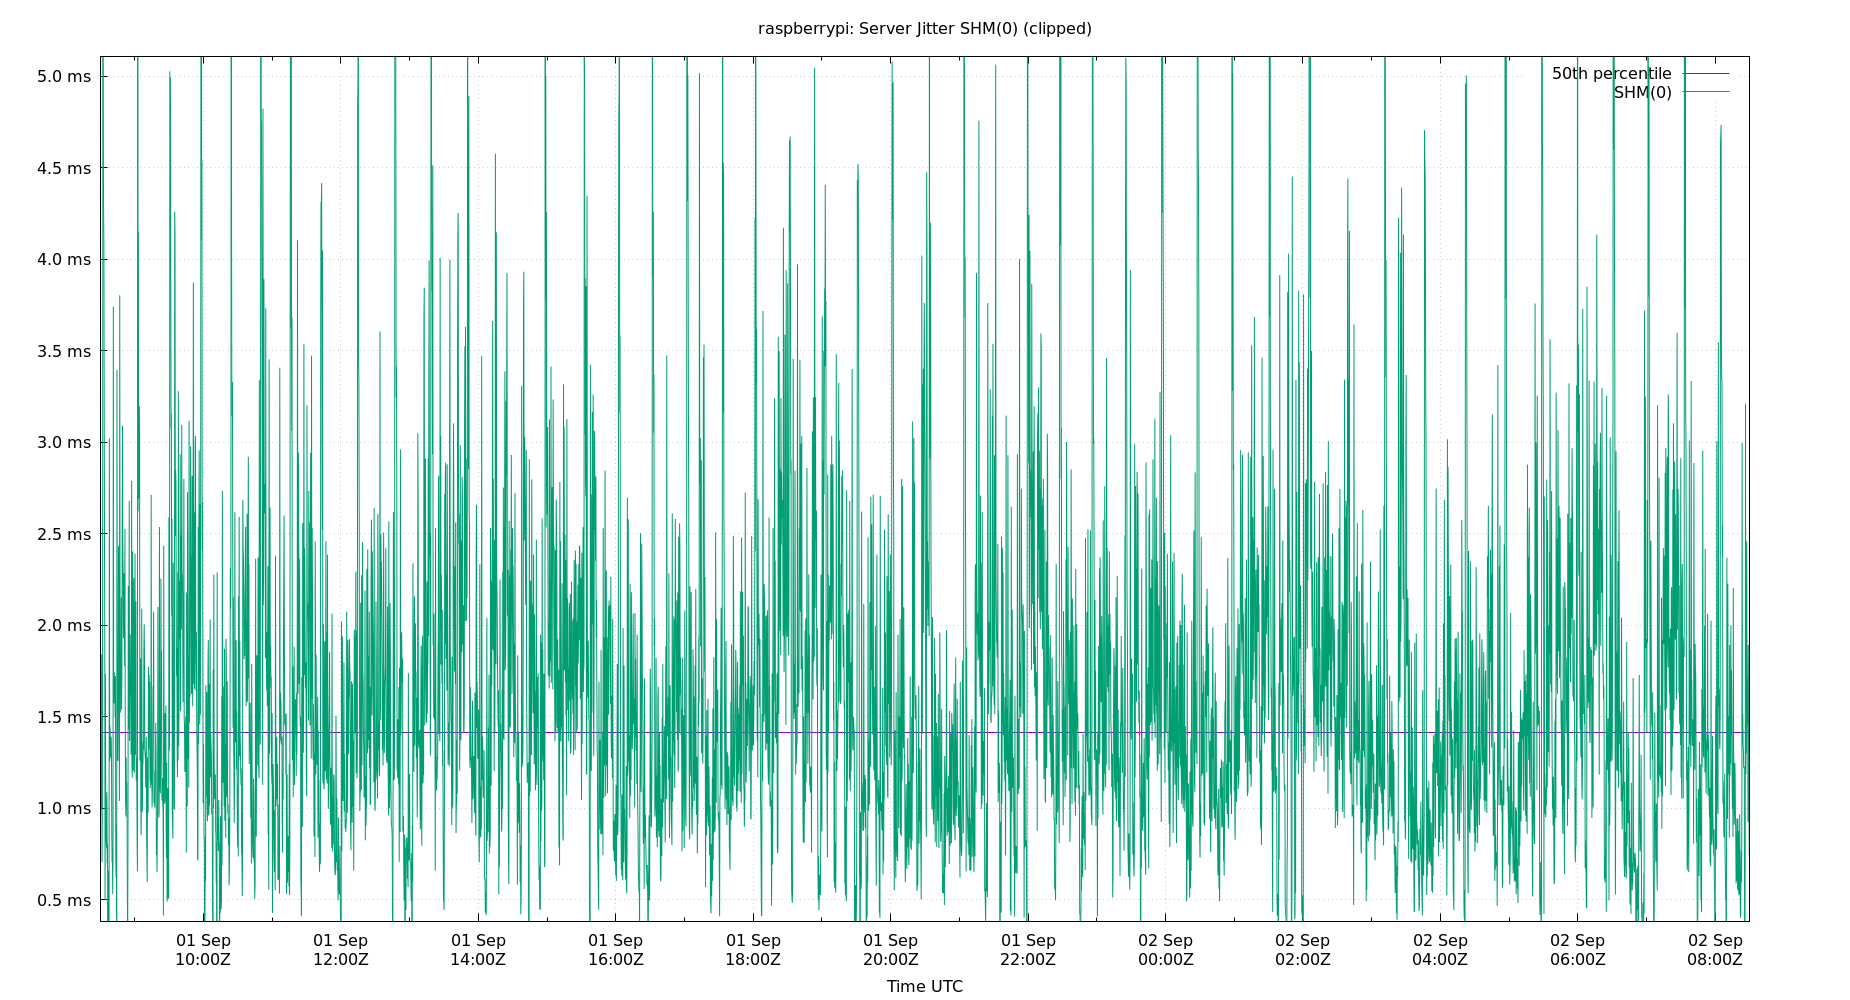 raspberrypi: Server Jitter SHM(0) (clipped)
5.0 ms
4.5 ms
4.0 ms
3.5 ms
3.0 ms
2.5 ms
2.0 ms
1.5 ms
1.0 ms
0.5 ms
50th percentile
SHM(0)
01 Sep 10:00Z
01 Sep 12:00Z
01 Sep 14:00Z
01 Sep 16:00Z
01 Sep 18:00Z
01 Sep 20:00Z
01 Sep 22:00Z
02 Sep 00:00Z
02 Sep 02:00Z
02 Sep 04:00Z
02 Sep 06:00Z
02 Sep 08:00Z
Time UTC